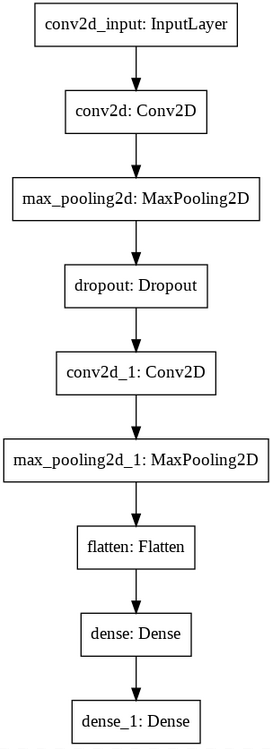 conv2d_input: InputLayer
conv2d: Conv2D
max_pooling2d: MaxPooling2D
dropout: Dropout
conv2d_1: Conv2D
max_pooling2d_1: MaxPooling2D
flatten: Flatten
dense: Dense
dense_1: Dense